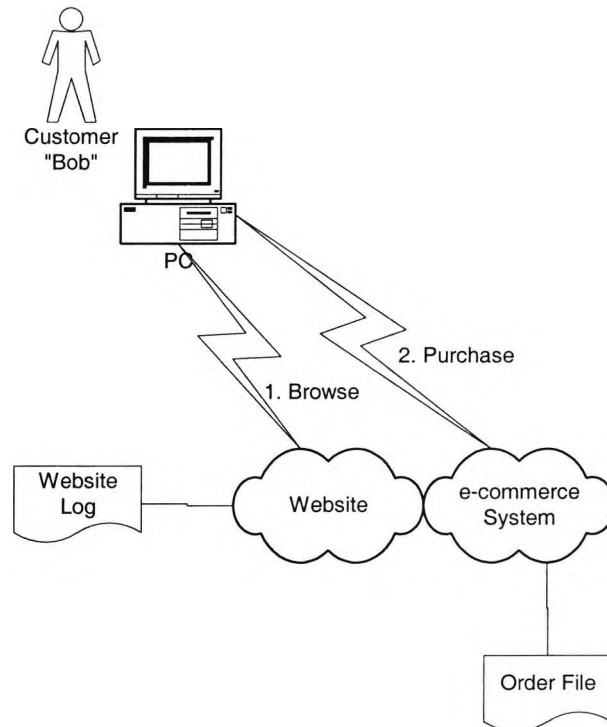 Customer
"Bob"
PC
2. Purchase
1. Browse
Website
Log
Website
e-commerce
System
Order File